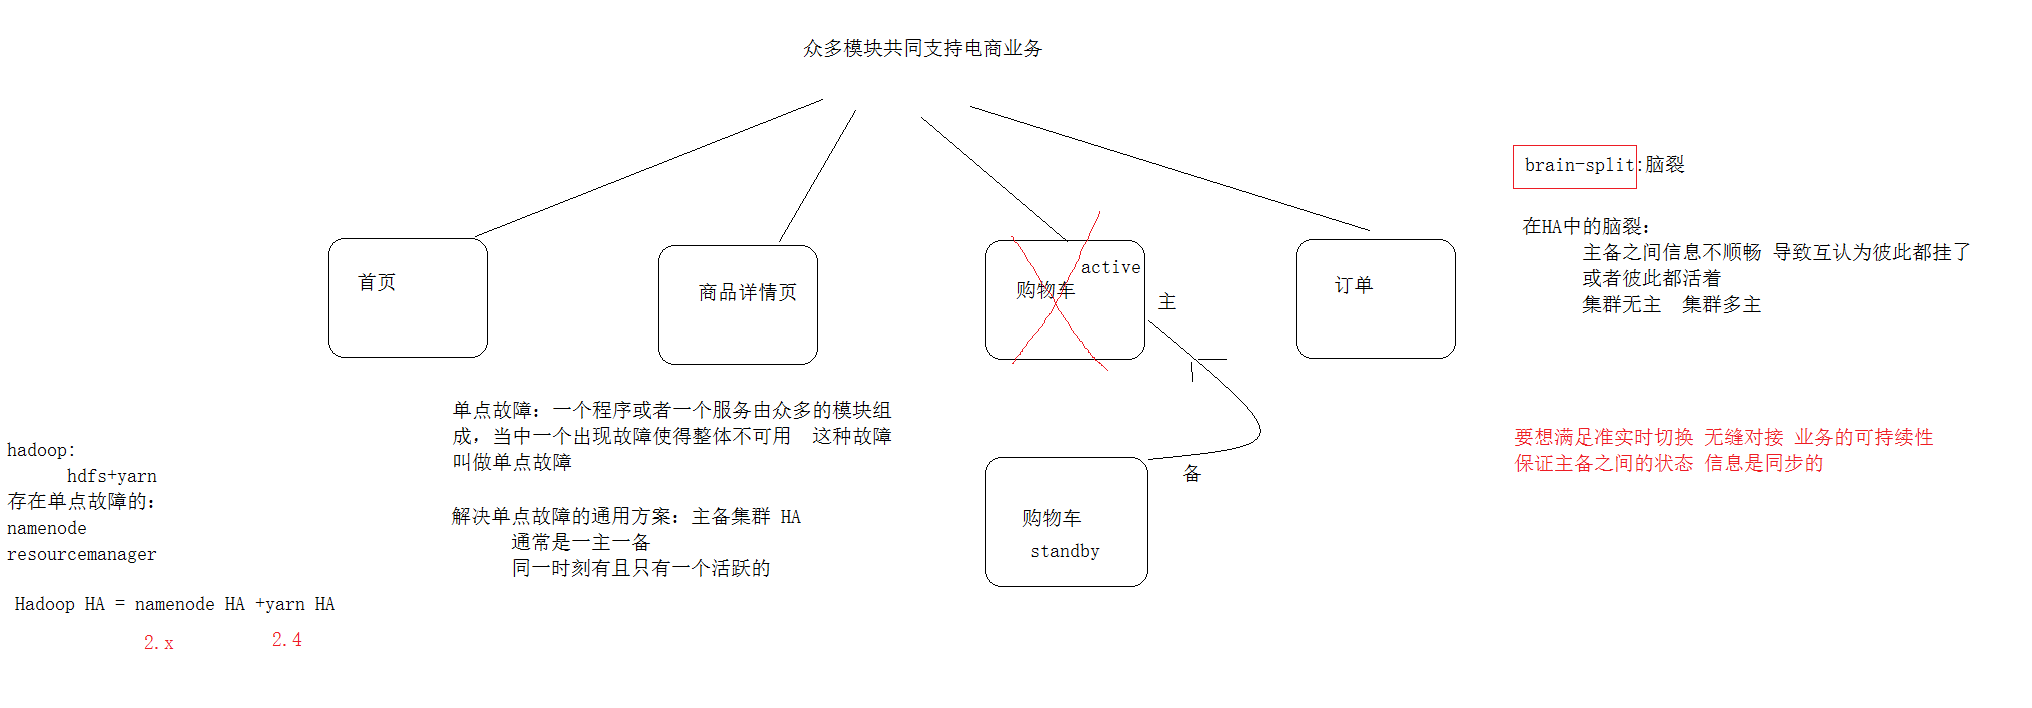 众多模块共同支持电商业务
brain-split:脑裂
在HA中的脑裂:
主备之间信息不顺畅 导致互认为彼此都挂了
或者彼此都活着
集群无主 集群多主
首页
商品详情页
active
购物车
主
订单
单点故障: 一个程序或者一个服务由众多的模块组
成, 当中一个出现故障使得整体不可用 这种故障
叫做单点故障
解决单点故障的通用方案: 主备集群 HA
通常是一主一备
同一时刻有且只有一个活跃的
备
购物车
standby
要想满足准实时切换 无缝对接 业务的可持续性
保证主备之间的状态 信息是同步的
hadoop:
hdfs+yarn
存在单点故障的:
namenode
resourcemanager
Hadoop HA = namenode HA +yarn HA
2.x 2.4